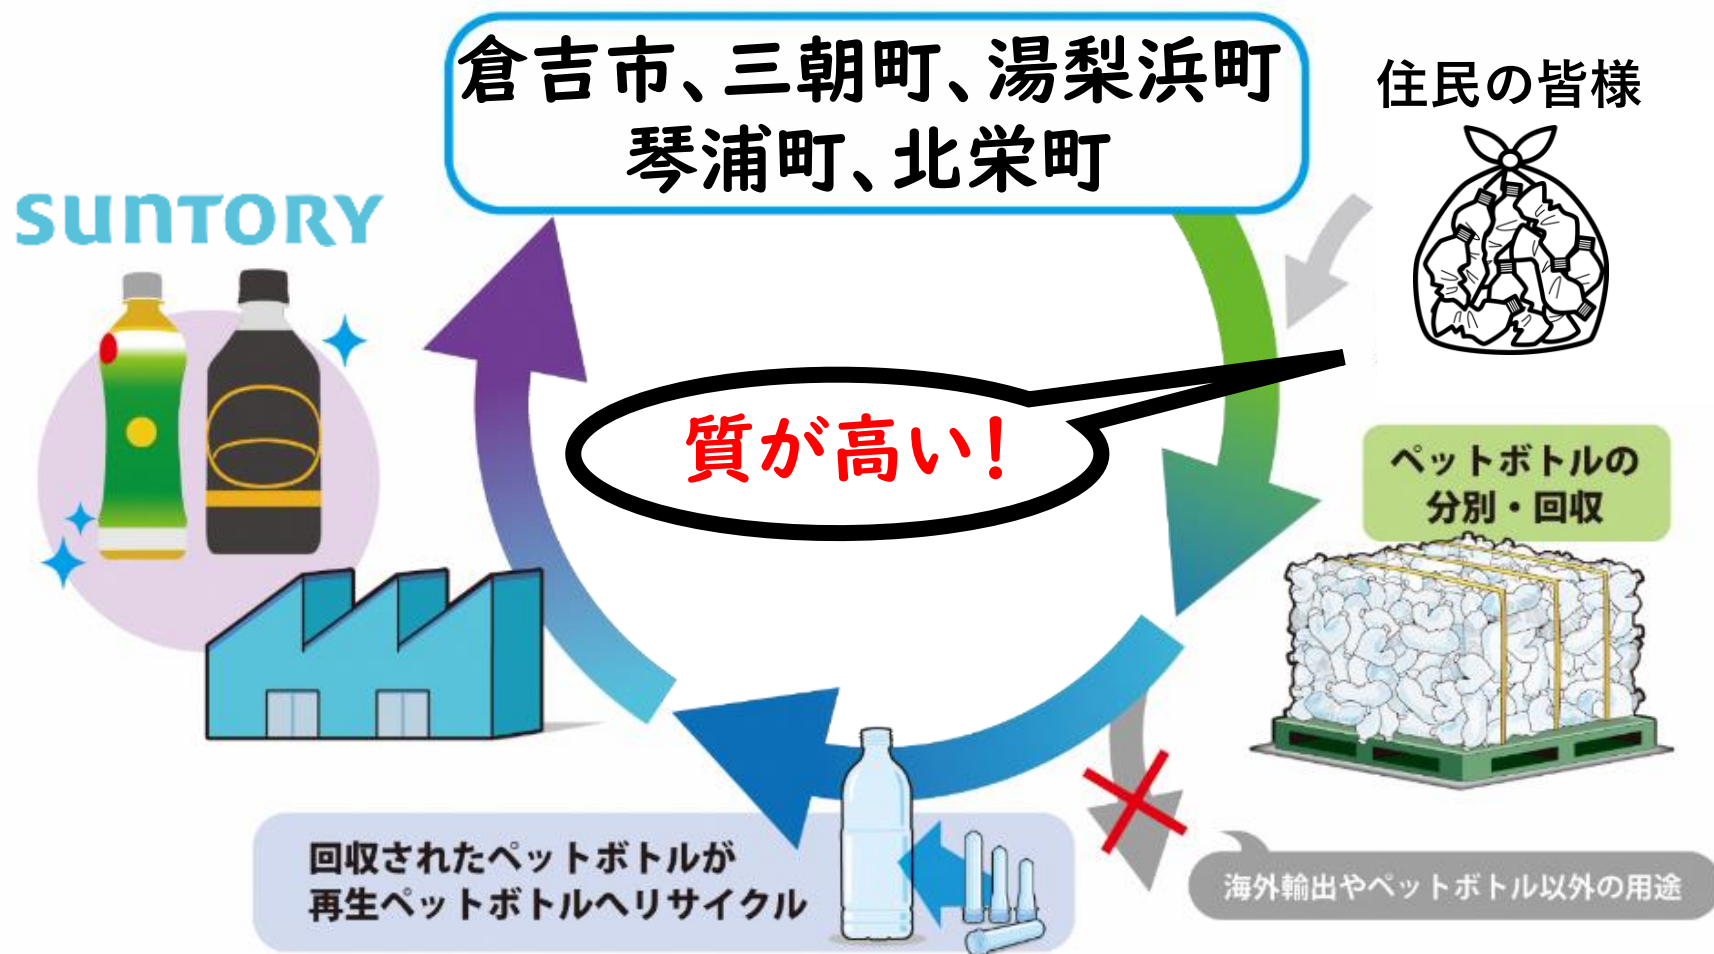 倉吉市、三朝町、湯梨浜町
琴浦町、北栄町
住民の皆様
SUNTORY
質が高い！
ペットボトルの
分別・回収
回収されたペットボトルが
再生ペットボトルへリサイクル
海外輸出やペットボトル以外の用途